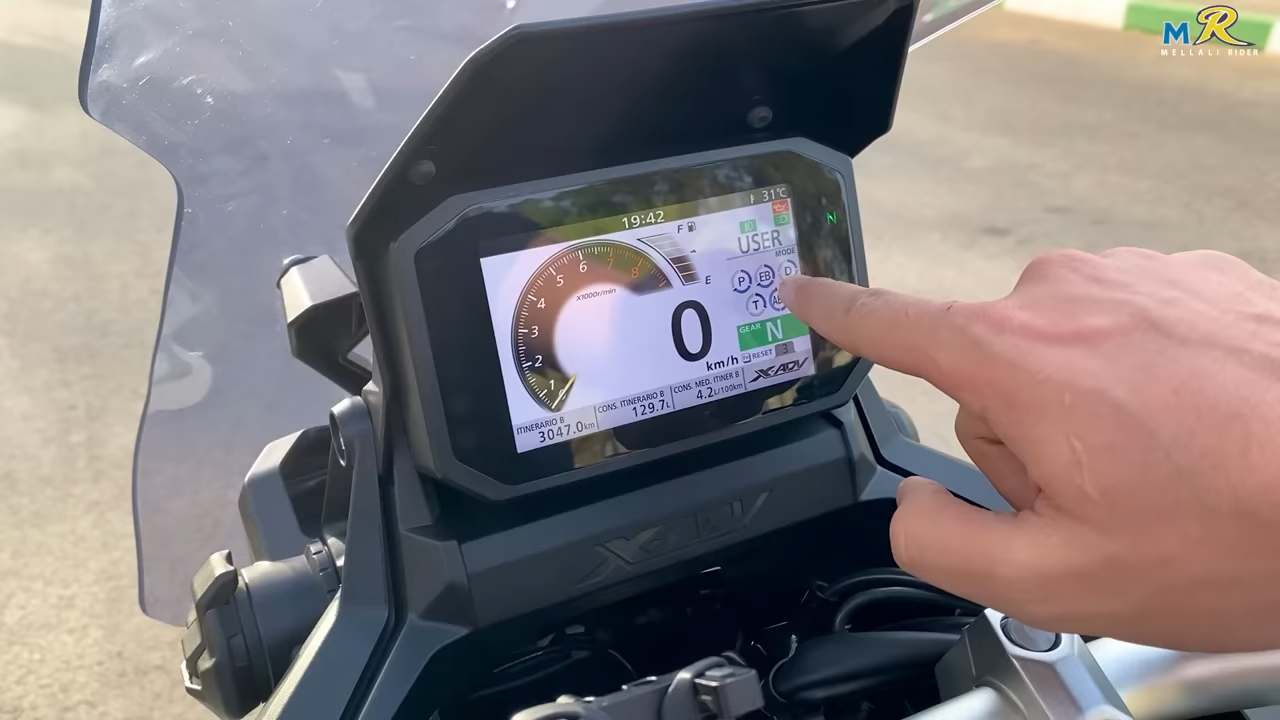 MR
MELLALI RIDER
19:42
31°C
F
E
USER
MODE
P EB D
T
GEAR N
RESET 3
1 2 3 4 5 6 7 8
X1000r/min
0
km/h
ITINERARIO B
3047.0km
CONS. ITINERARIO B
129.7L
CONS. MED. ITINER B
4.2L/100km
X-ADV
N
X-ADV